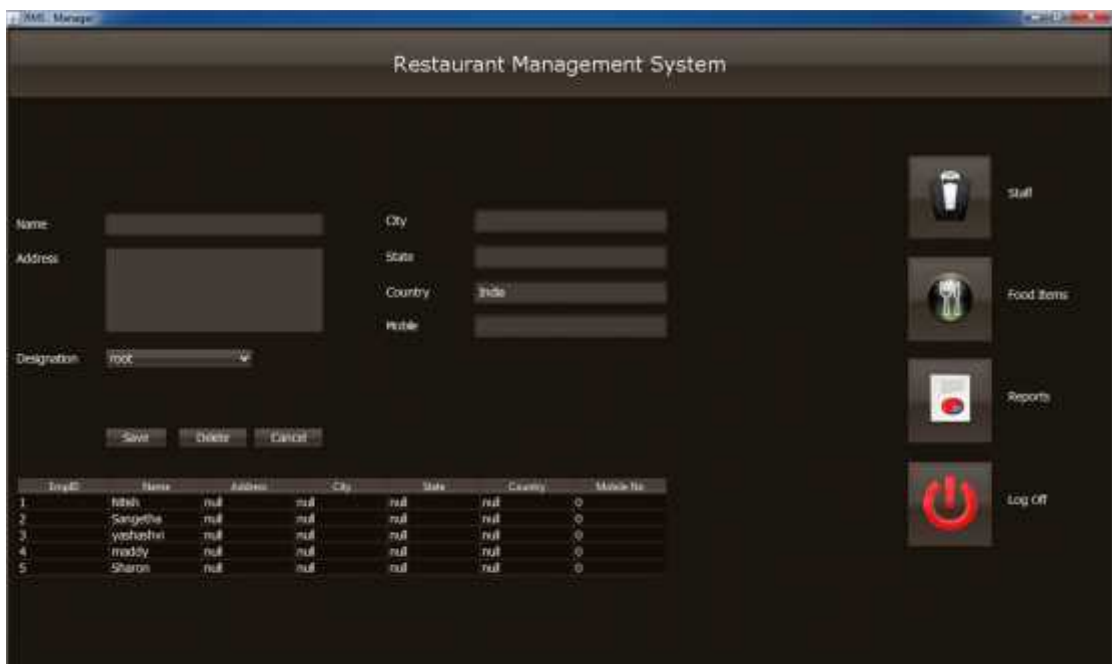 RMS : Manager
Restaurant Management System
Name
Address
Designation root
City
State
Country India
Mobile
Save Delete Cancel
EmpID Name Address City State Country Mobile No
1 Nitish null null null null 0
2 Sangetha null null null null 0
3 yashashvi null null null null 0
4 maddy null null null null 0
5 Sharon null null null null 0
Staff
Food Items
Reports
Log Off